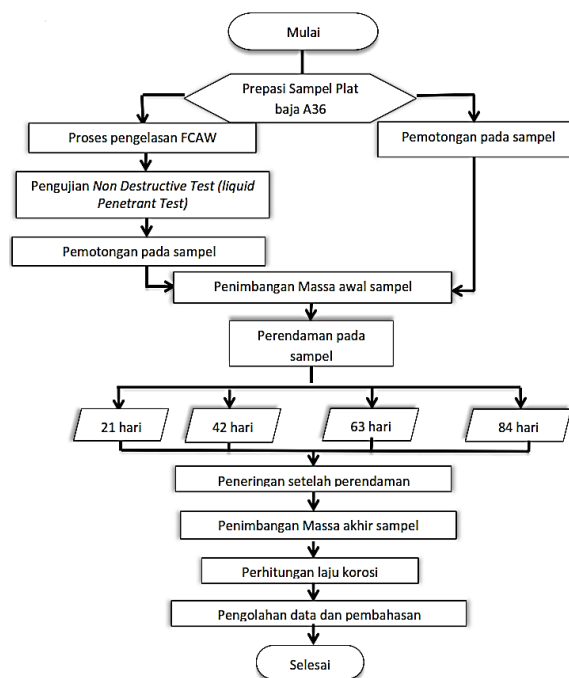 Mulai
Prepasi Sampel Plat
baja A36
Proses pengelasan FCAW
Pemotongan pada sampel
Pengujian Non Destructive Test (liquid
Penetrant Test)
Pemotongan pada sampel
Penimbangan Massa awal sampel
Perendaman pada
sampel
21 hari
42 hari
63 hari
84 hari
Peneringan setelah perendaman
Penimbangan Massa akhir sampel
Perhitungan laju korosi
Pengolahan data dan pembahasan
Selesai